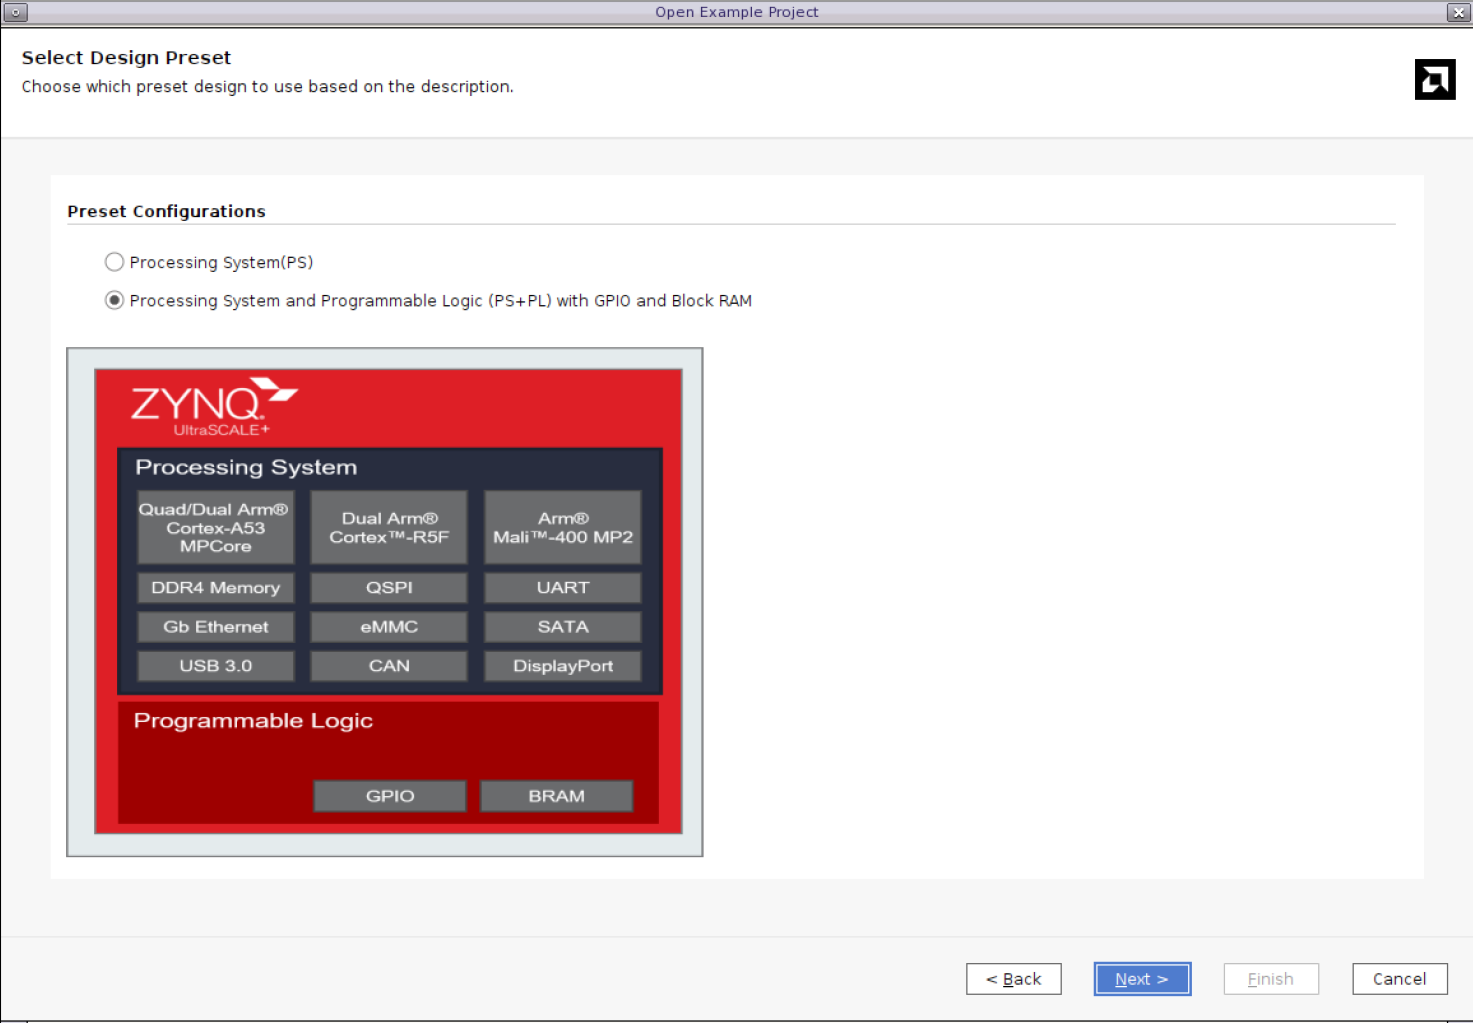 Open Example Project
Select Design Preset
Choose which preset design to use based on the description.
Preset Configurations
Processing System(PS)
Processing System and Programmable Logic (PS+PL) with GPIO and Block RAM
ZYNQ.
UltraSCALE+
Processing System
Quad/Dual Arm®
Cortex-A53
MPCore
Dual Arm®
Cortex™-R5F
Arm®
Mali™-400 MP2
DDR4 Memory
QSPI
UART
Gb Ethernet
eMMC
SATA
USB 3.0
CAN
DisplayPort
Programmable Logic
GPIO
BRAM
< Back
Next >
Finish
Cancel